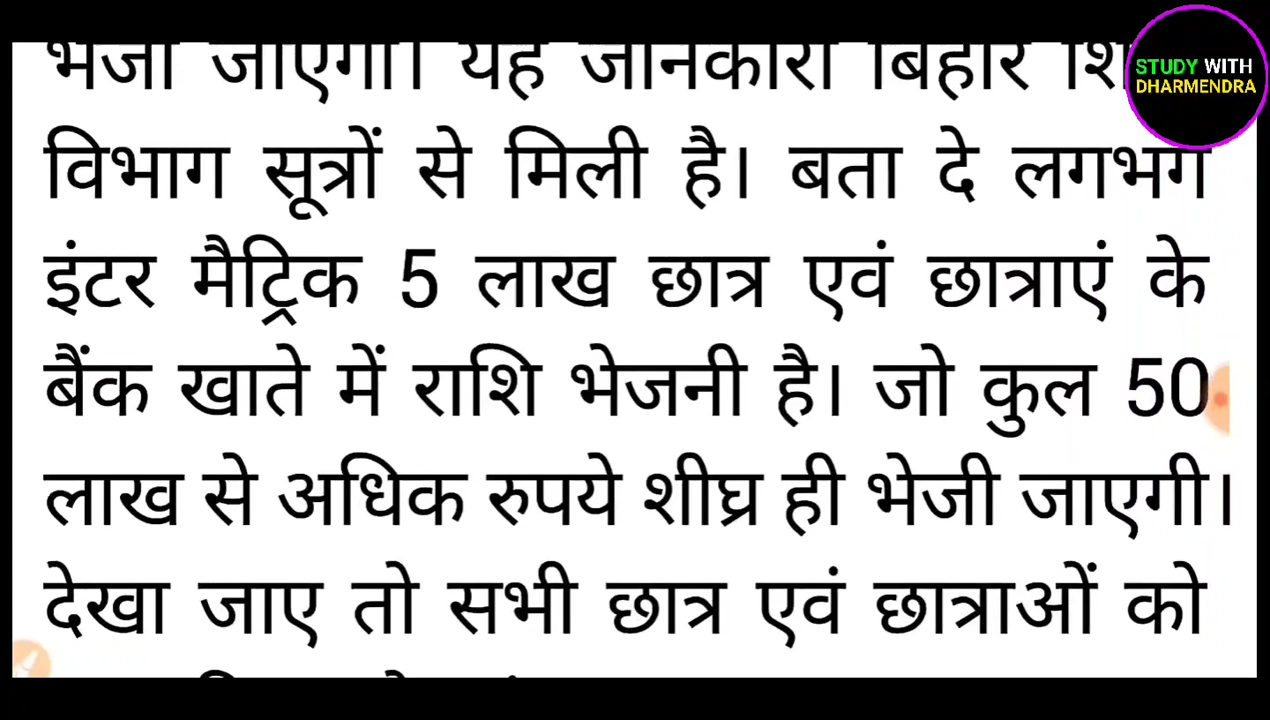 भेजी जाएगी। यह जानकारी बिहार
STUDY WITH
DHARMENDRA
विभाग सूत्रों से मिली है। बता दे लगभग
इंटर मैट्रिक 5 लाख छात्र एवं छात्राएं के
बैंक खाते में राशि भेजनी है। जो कुल 50
लाख से अधिक रुपये शीघ्र ही भेजी जाएगी।
देखा जाए तो सभी छात्र एवं छात्राओं को